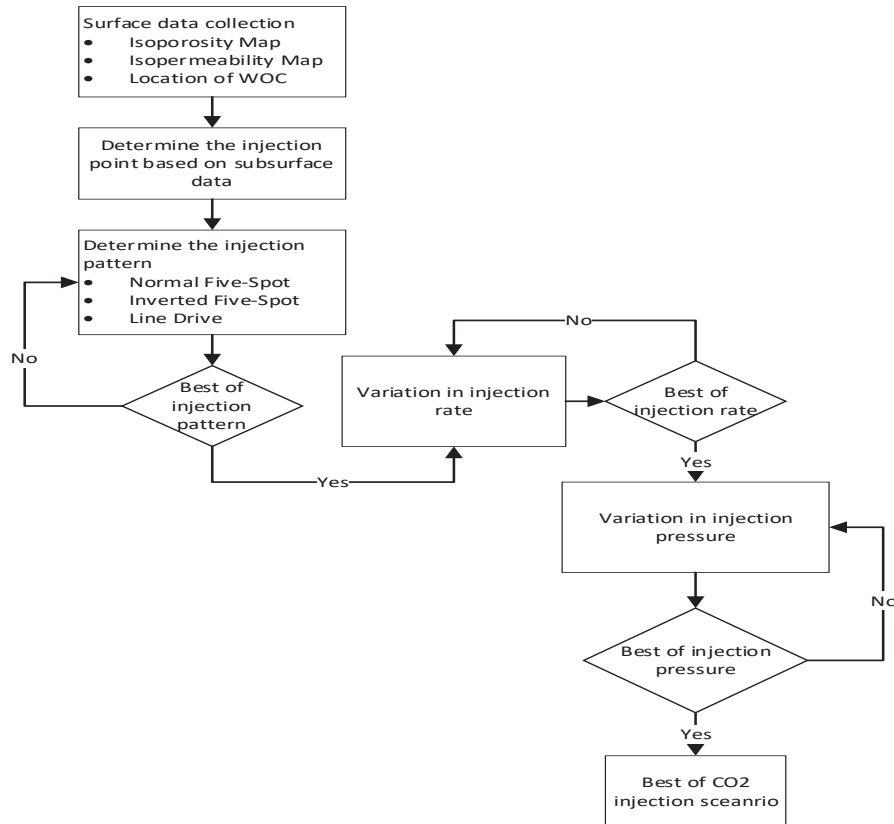 Surface data collection
● Isoporosity Map
● Isopermeability Map
● Location of WOC
Determine the injection
point based on subsurface
data
Determine the injection
pattern
● Normal Five-Spot
● Inverted Five-Spot
● Line Drive
No
Best of
injection
pattern
Yes
Variation in injection
rate
No
Best of
injection rate
Yes
Variation in injection
pressure
No
Best of injection
pressure
Yes
Best of CO2
injection sceanrio